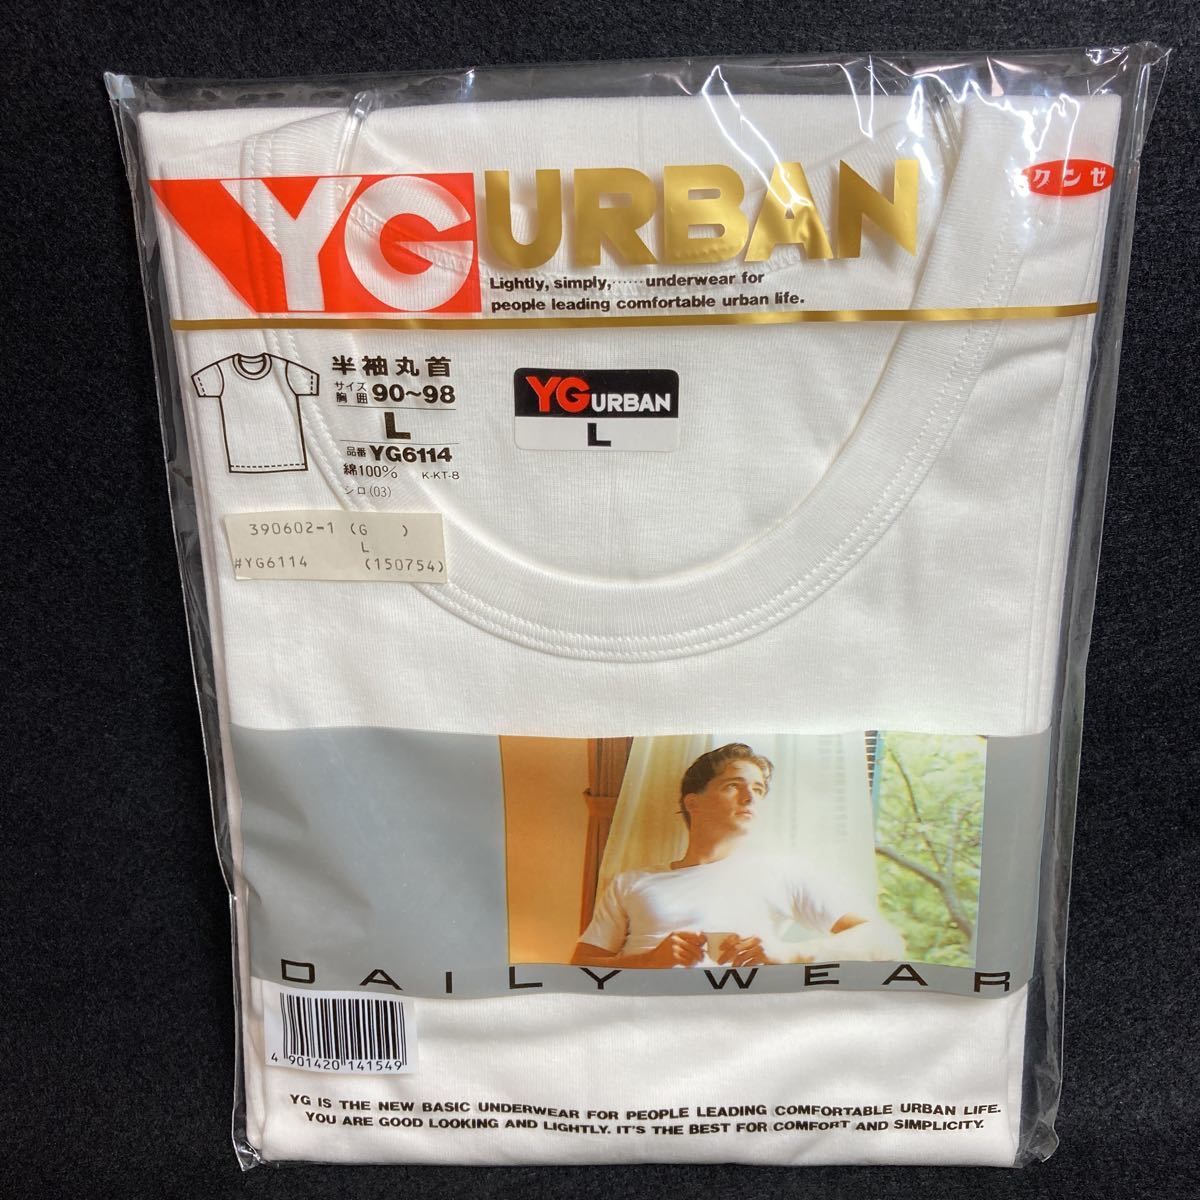 YG URBAN
グンゼ
Lightly, simply,……underwear for
people leading comfortable urban life.
半袖丸首
サイズ
胸囲 90~98
L
品番 YG6114
綿100% K-KT-8
シロ(03)
YG URBAN
L
390602-1 (G )
L
#YG6114 (150754)
DAILY WEAR
4 901420 141549
YG IS THE NEW BASIC UNDERWEAR FOR PEOPLE LEADING COMFORTABLE URBAN LIFE.
YOU ARE GOOD LOOKING AND LIGHTLY. IT'S THE BEST FOR COMFORT AND SIMPLICITY.